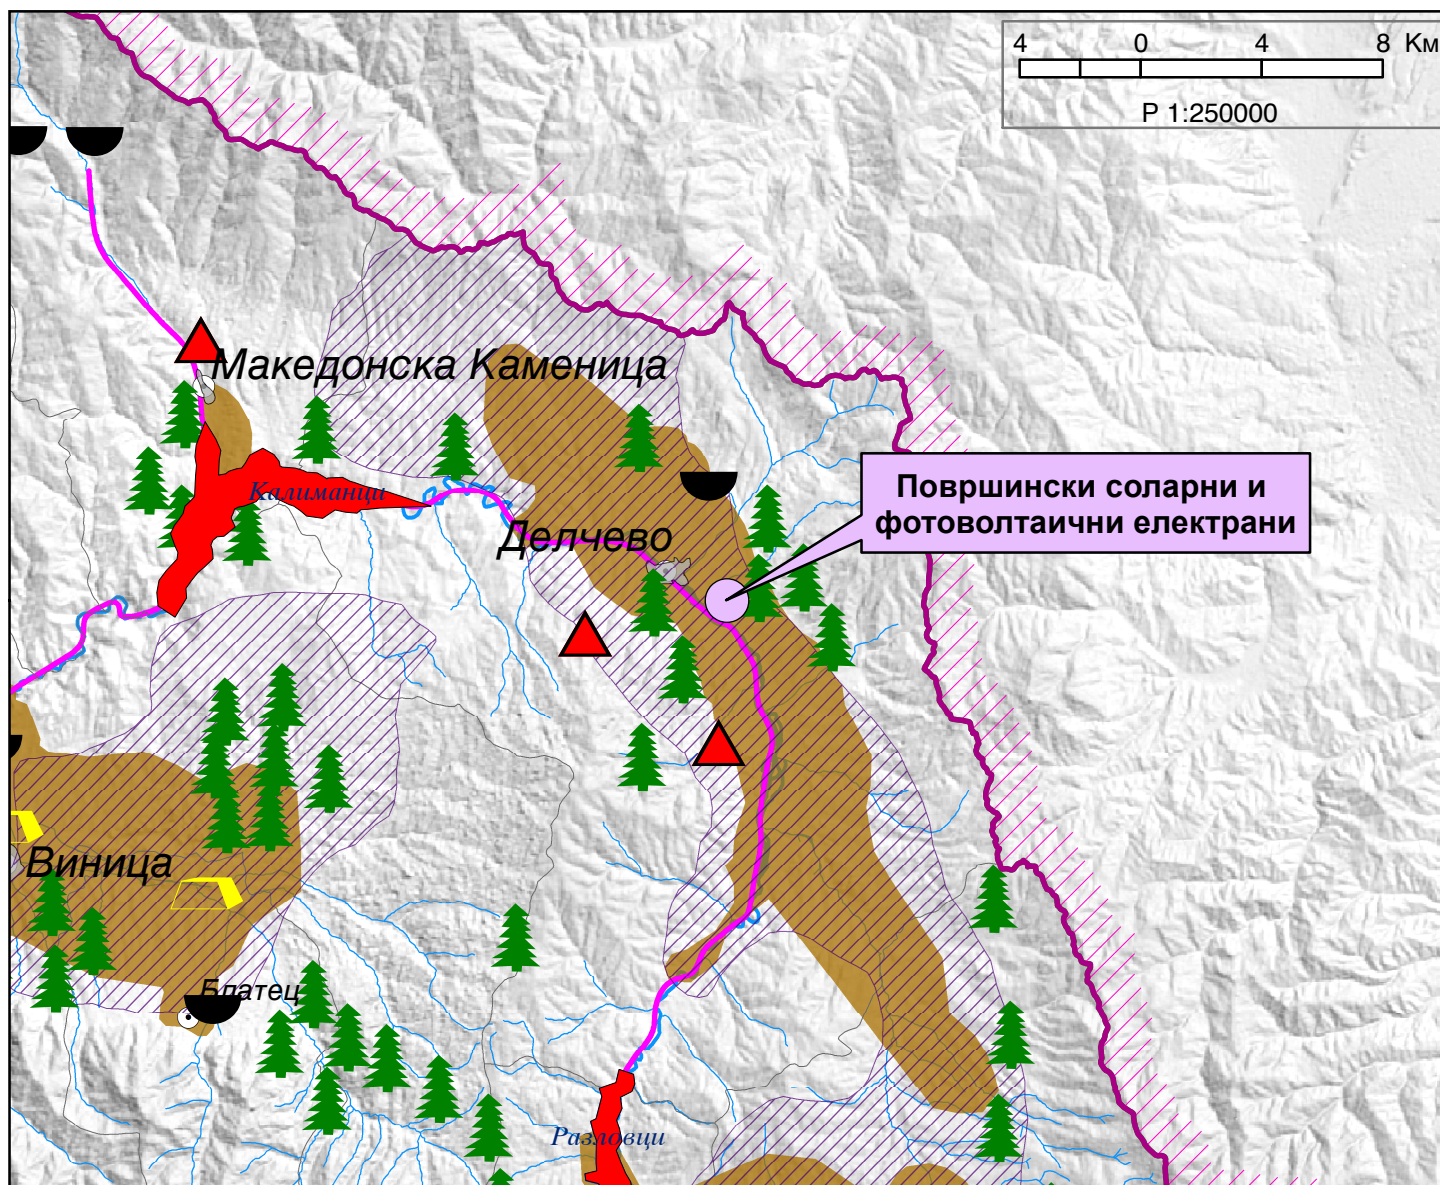 4 0 4 8 Км
Р 1:250000
Македонска Каменица
Калиманци
Површински соларни и
фотоволтаични електрани
Делчево
Виница
Блатец
Разловци